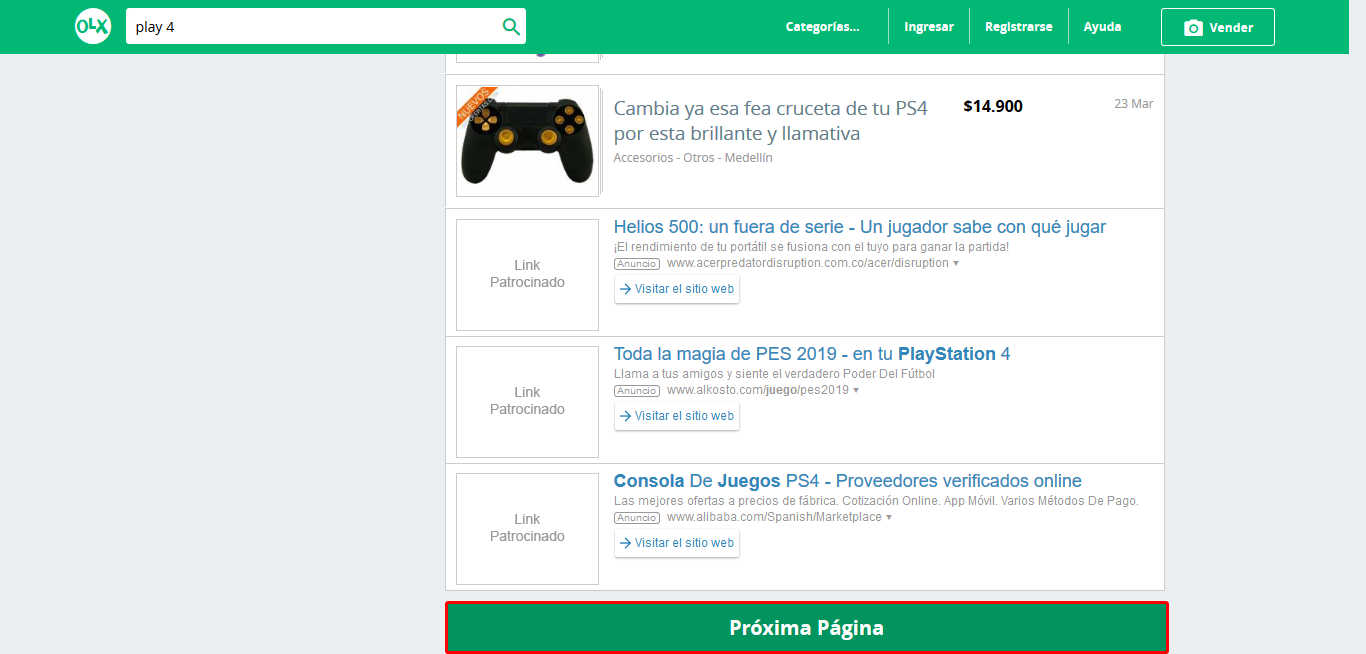 OLX
play 4
Categorías...
Ingresar
Registrarse
Ayuda
Vender
NUEVOS
Cambia ya esa fea cruceta de tu PS4
por esta brillante y llamativa
Accesorios - Otros - Medellín
$14.900
23 Mar
Link
Patrocinado
Helios 500: un fuera de serie - Un jugador sabe con qué jugar
¡El rendimiento de tu portátil se fusiona con el tuyo para ganar la partida!
Anuncio www.acerpredatordisruption.com.co/acer/disruption
Visitar el sitio web
Link
Patrocinado
Toda la magia de PES 2019 - en tu PlayStation 4
Llama a tus amigos y siente el verdadero Poder Del Fútbol
Anuncio www.alkosto.com/juego/pes2019
Visitar el sitio web
Link
Patrocinado
Consola De Juegos PS4 - Proveedores verificados online
Las mejores ofertas a precios de fábrica. Cotización Online. App Móvil. Varios Métodos De Pago.
Anuncio www.alibaba.com/Spanish/Marketplace
Visitar el sitio web
Próxima Página